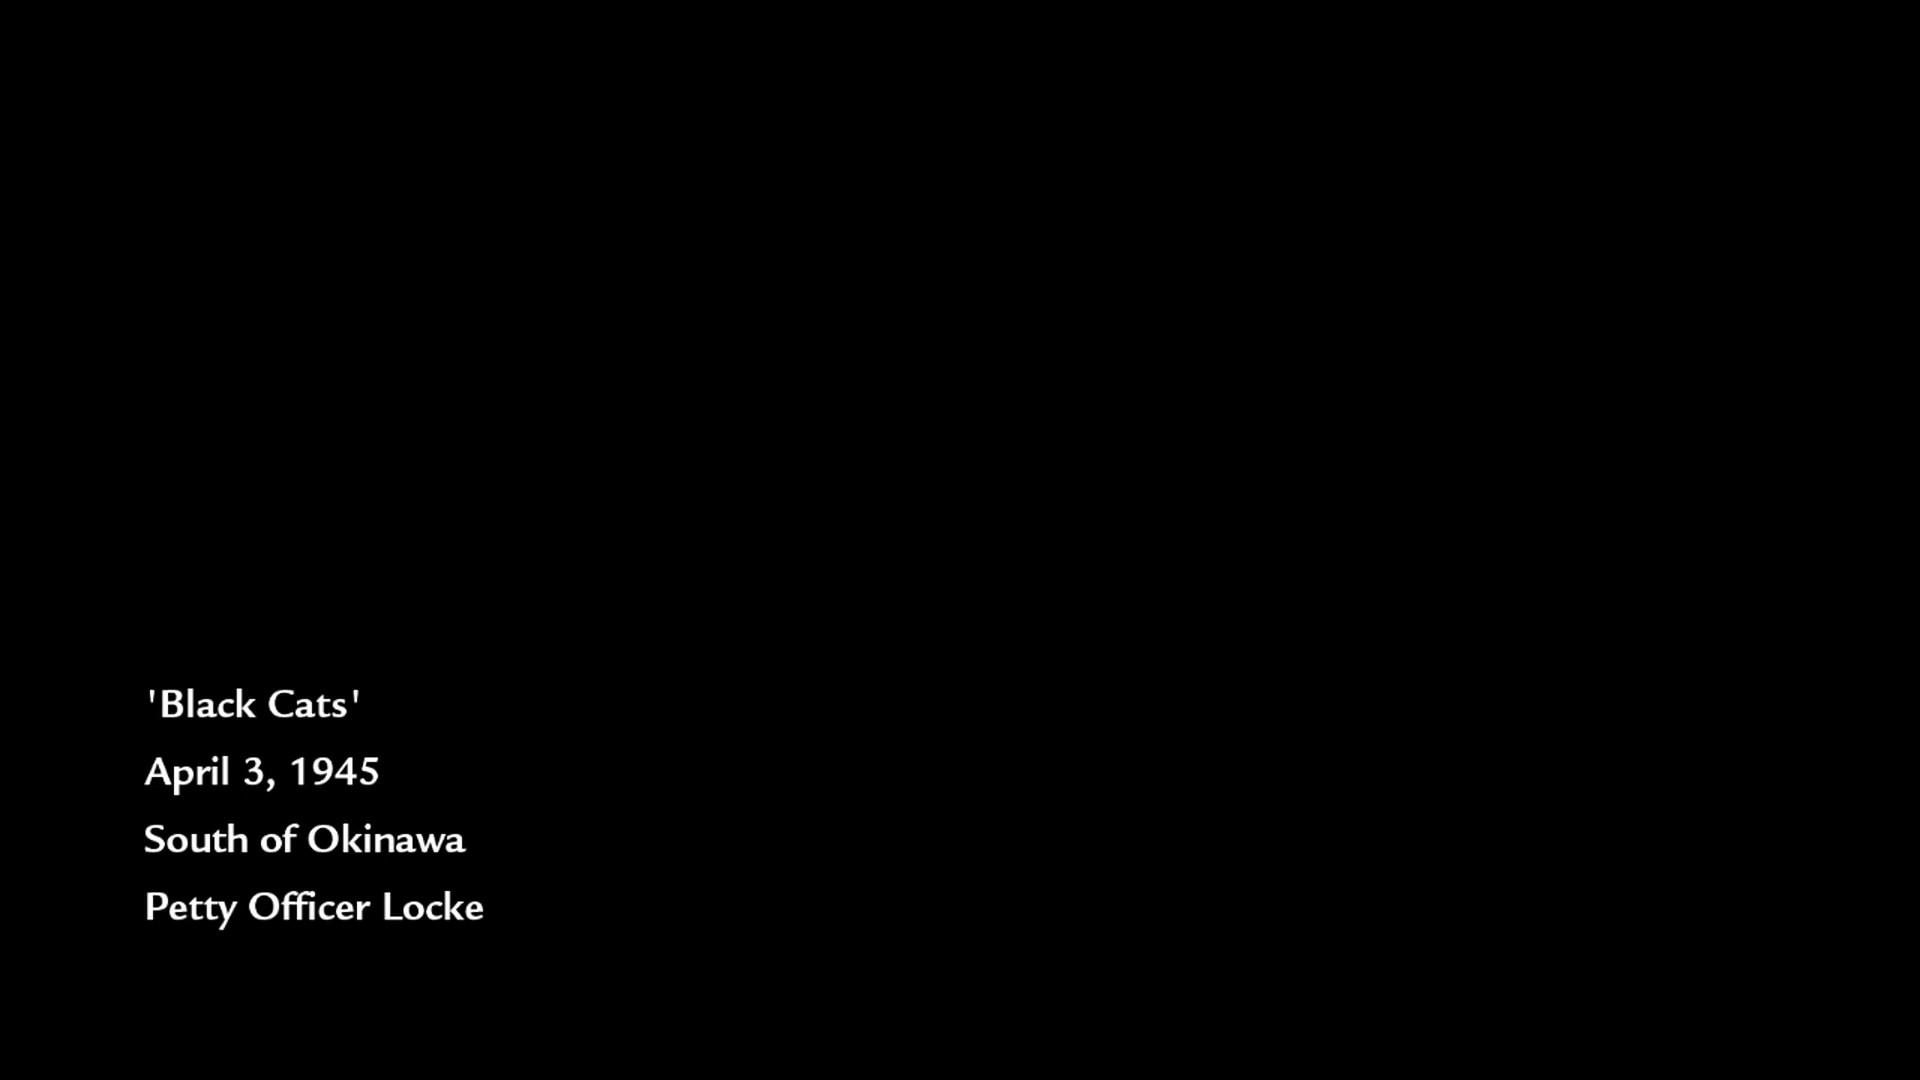 'Black Cats'
April 3, 1945
South of Okinawa
Petty Officer Locke